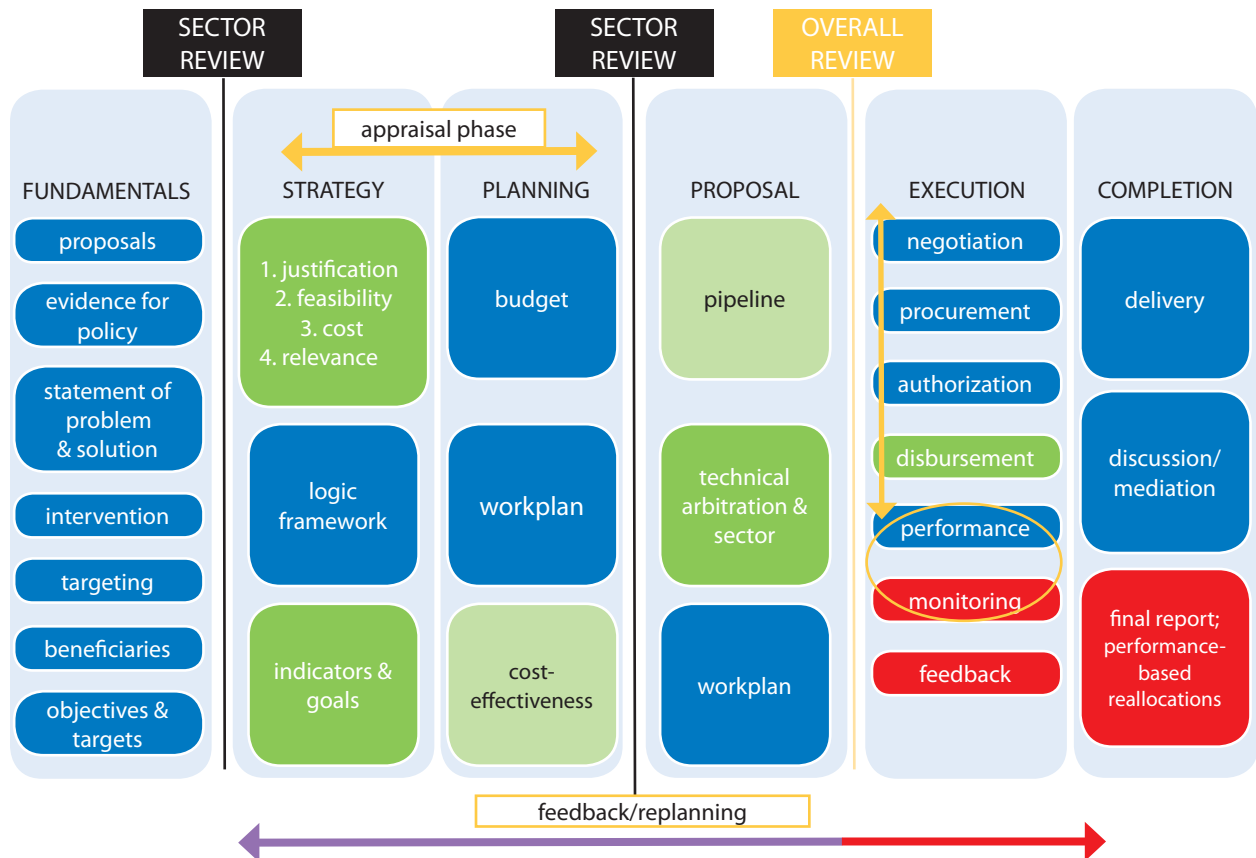 SECTOR
REVIEW
SECTOR
REVIEW
OVERALL
REVIEW
appraisal phase
FUNDAMENTALS
proposals
evidence for
policy
statement of
problem
& solution
intervention
targeting
beneficiaries
objectives &
targets
STRATEGY
1. justification
2. feasibility
3. cost
4. relevance
logic
framework
indicators &
goals
PLANNING
budget
workplan
cost-
effectiveness
PROPOSAL
pipeline
technical
arbitration &
sector
workplan
EXECUTION
negotiation
procurement
authorization
disbursement
performance
monitoring
feedback
COMPLETION
delivery
discussion/
mediation
final report;
performance-
based
reallocations
feedback/replanning